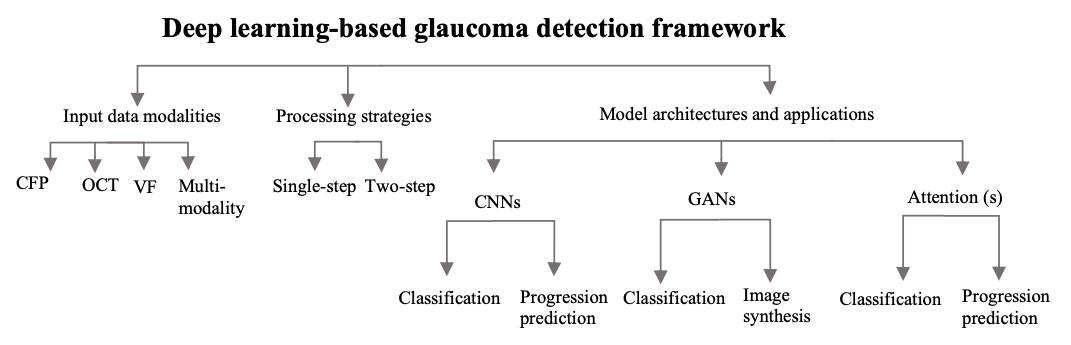 Deep learning-based glaucoma detection framework
Input data modalities
Processing strategies
Model architectures and applications
CFP
OCT
VF
Multi-
modality
Single-step
Two-step
CNNs
GANs
Attention (s)
Classification
Progression
prediction
Classification
Image
synthesis
Classification
Progression
prediction